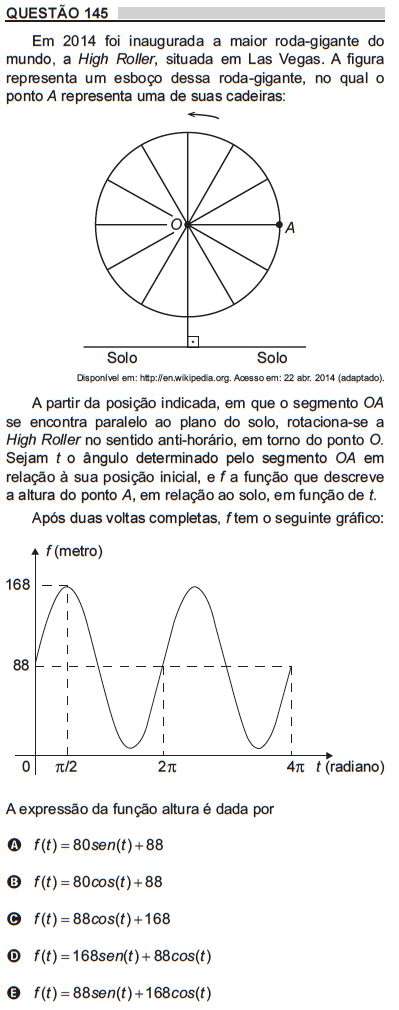 QUESTÃO 145
Em 2014 foi inaugurada a maior roda-gigante do
mundo, a High Roller, situada em Las Vegas. A figura
representa um esboço dessa roda-gigante, no qual o
ponto A representa uma de suas cadeiras:
O
A
Solo
Solo
Disponível em: http://en.wikipedia.org. Acesso em: 22 abr. 2014 (adaptado).
A partir da posição indicada, em que o segmento OA
se encontra paralelo ao plano do solo, rotaciona-se a
High Roller no sentido anti-horário, em torno do ponto O.
Sejam t o ângulo determinado pelo segmento OA em
relação à sua posição inicial, e f a função que descreve
a altura do ponto A, em relação ao solo, em função de t.
Após duas voltas completas, f tem o seguinte gráfico:
f (metro)
168
88
0
π/2
2π
4π
t (radiano)
A expressão da função altura é dada por
A f(t) = 80sen(t) + 88
B f(t) = 80cos(t) + 88
C f(t) = 88cos(t) + 168
D f(t) = 168sen(t) + 88cos(t)
E f(t) = 88sen(t) + 168cos(t)